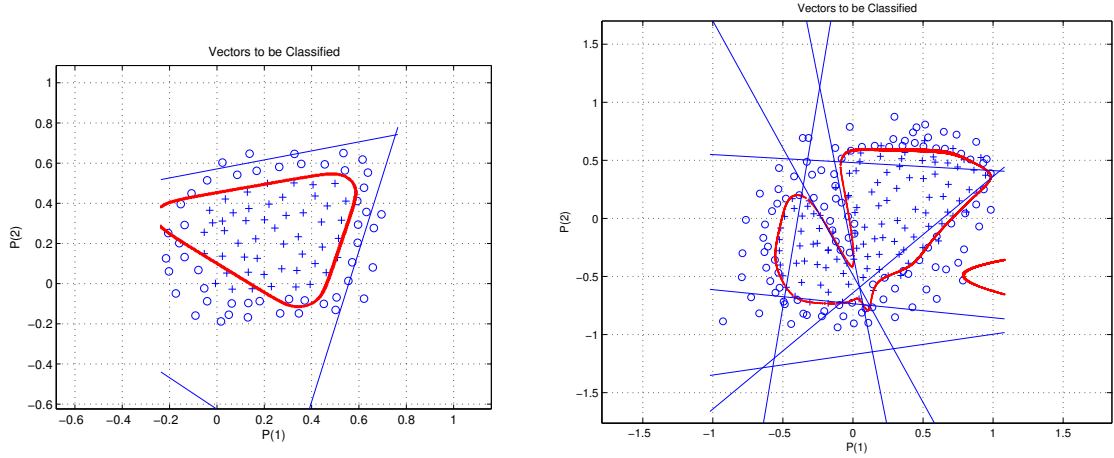 Vectors to be Classified
1
0.8
0.6
0.4
0.2
0
−0.2
−0.4
−0.6
P(2)
−0.6 −0.4 −0.2 0 0.2 0.4 0.6 0.8 1
P(1)
Vectors to be Classified
1.5
1
0.5
0
−0.5
−1
−1.5
P(2)
−1.5 −1 −0.5 0 0.5 1 1.5
P(1)